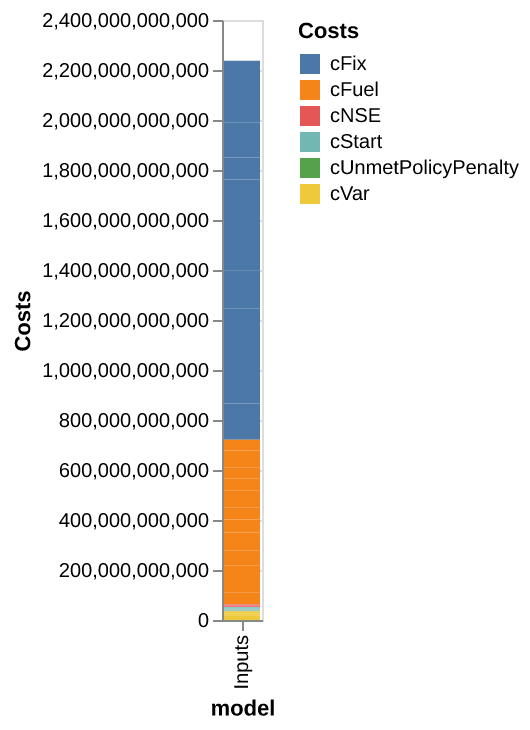 Costs
2,400,000,000,000
2,200,000,000,000
2,000,000,000,000
1,800,000,000,000
1,600,000,000,000
1,400,000,000,000
1,200,000,000,000
1,000,000,000,000
800,000,000,000
600,000,000,000
400,000,000,000
200,000,000,000
0
Inputs
model
Costs
cFix
cFuel
cNSE
cStart
cUnmetPolicyPenalty
cVar